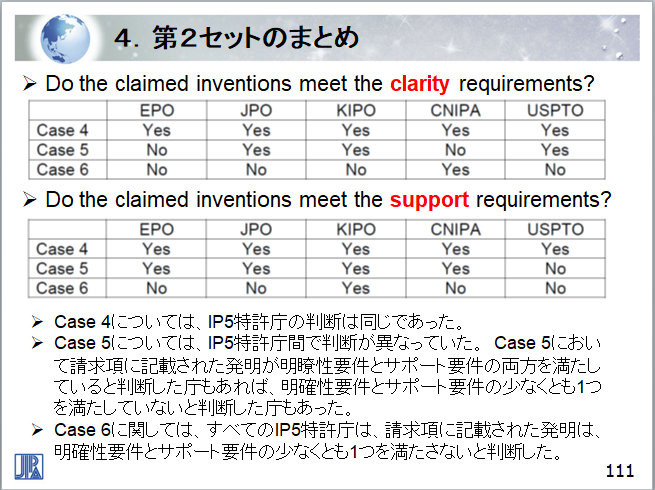 4. 第2セットのまとめ
➢ Do the claimed inventions meet the clarity requirements?
EPO JPO KIPO CNIPA USPTO
Case 4 Yes Yes Yes Yes Yes
Case 5 No Yes Yes No Yes
Case 6 No No No Yes No
➢ Do the claimed inventions meet the support requirements?
EPO JPO KIPO CNIPA USPTO
Case 4 Yes Yes Yes Yes Yes
Case 5 Yes Yes Yes Yes No
Case 6 No No Yes No No
➢ Case 4については、IP5特許庁の判断は同じであった。
➢ Case 5については、IP5特許庁間で判断が異なっていた。 Case 5におい
て請求項に記載された発明が明瞭性要件とサポート要件の両方を満たし
ていると判断した庁もあれば、明確性要件とサポート要件の少なくとも1つ
を満たしていないと判断した庁もあった。
➢ Case 6に関しては、すべてのIP5特許庁は、請求項に記載された発明は、
明確性要件とサポート要件の少なくとも1つを満たさないと判断した。
JIPA
111